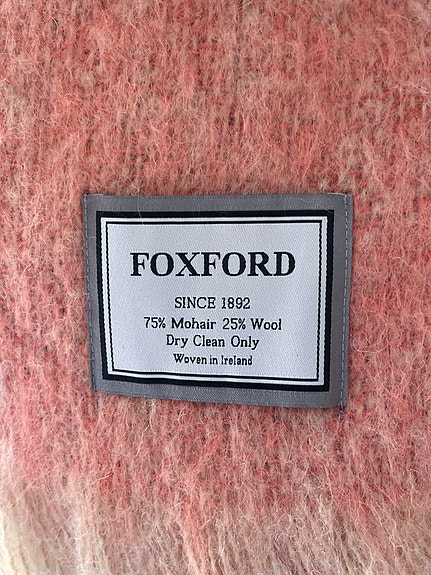 FOXFORD
SINCE 1892
75% Mohair 25% Wool
Dry Clean Only
Woven in Ireland